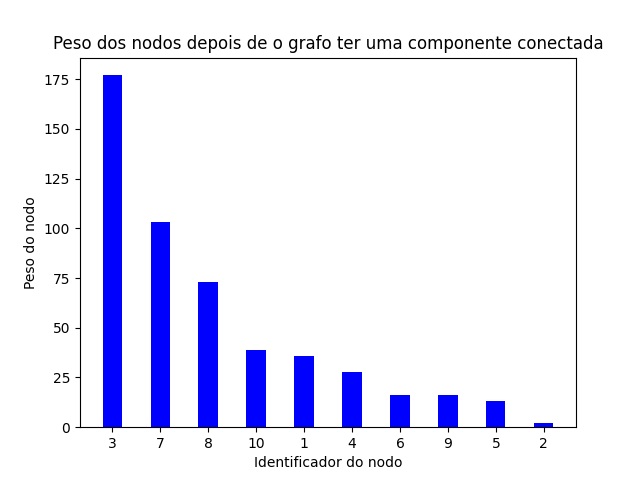 Peso dos nodos depois de o grafo ter uma componente conectada
175
150
125
100
75
50
25
0
Peso do nodo
3 7 8 10 1 4 6 9 5 2
Identificador do nodo